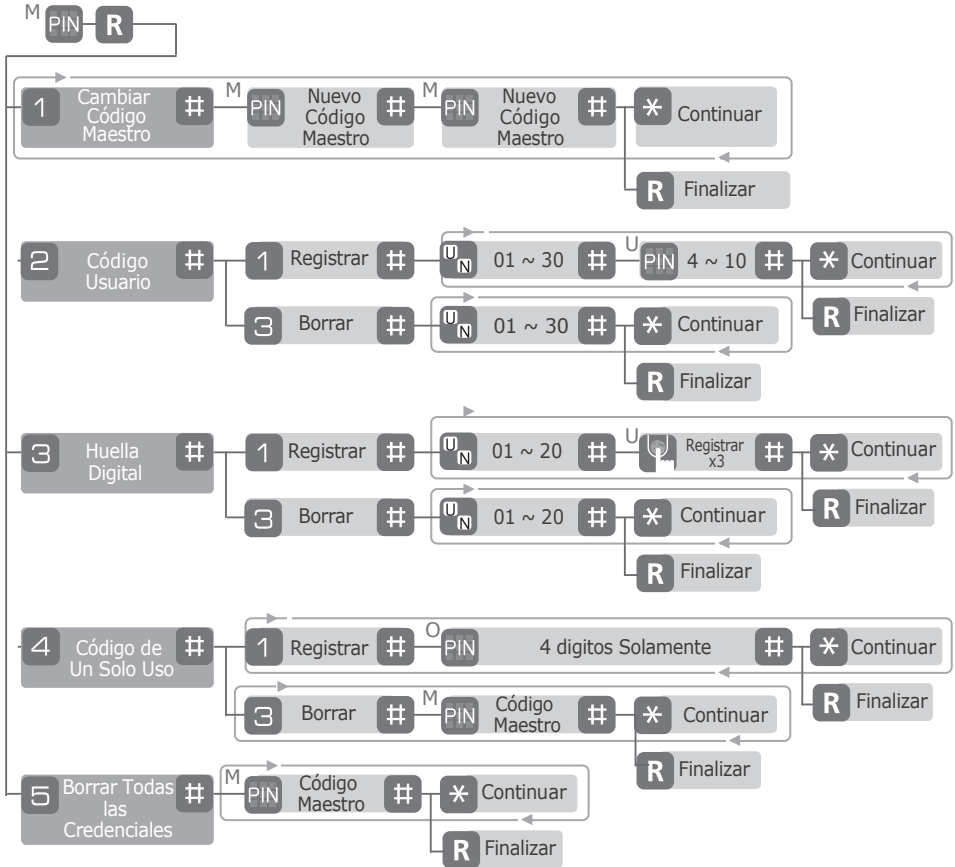 M PIN R
1 Cambiar Código Maestro # M PIN Nuevo Código Maestro # M PIN Nuevo Código Maestro # * Continuar
R Finalizar
2 Código Usuario # 1 Registrar # UN 01 ~ 30 # U PIN 4 ~ 10 # * Continuar
R Finalizar
3 Borrar # UN 01 ~ 30 # * Continuar
R Finalizar
3 Huella Digital # 1 Registrar # UN 01 ~ 20 # U Registrar x3 # * Continuar
R Finalizar
3 Borrar # UN 01 ~ 20 # * Continuar
R Finalizar
4 Código de Un Solo Uso # 1 Registrar # O PIN 4 digitos Solamente # * Continuar
R Finalizar
3 Borrar # M PIN Código Maestro # * Continuar
R Finalizar
5 Borrar Todas las Credenciales # M PIN Código Maestro # * Continuar
R Finalizar